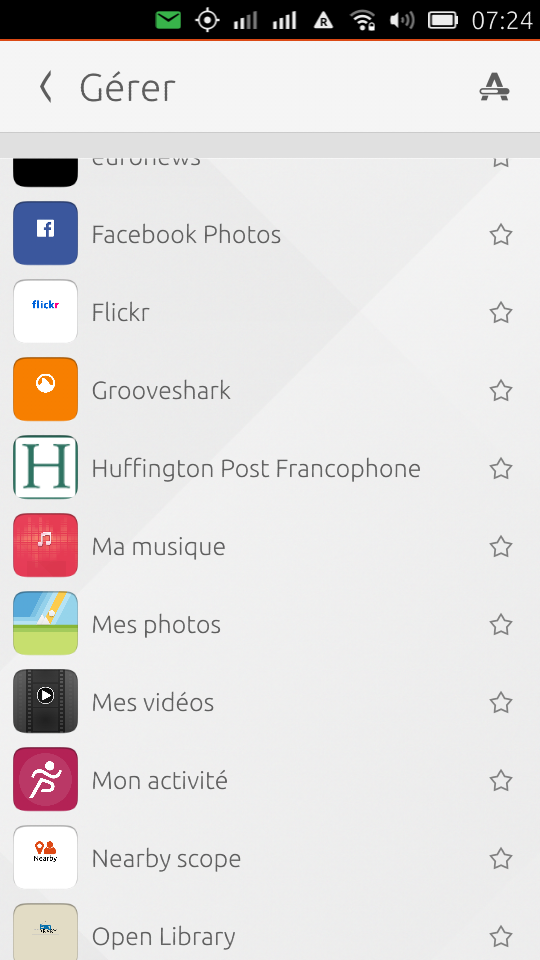 07:24
Gérer
euronews
Facebook Photos
flickr
Flickr
Grooveshark
H
Huffington Post Francophone
Ma musique
Mes photos
Mes vidéos
Mon activité
Nearby
Nearby scope
Open Library